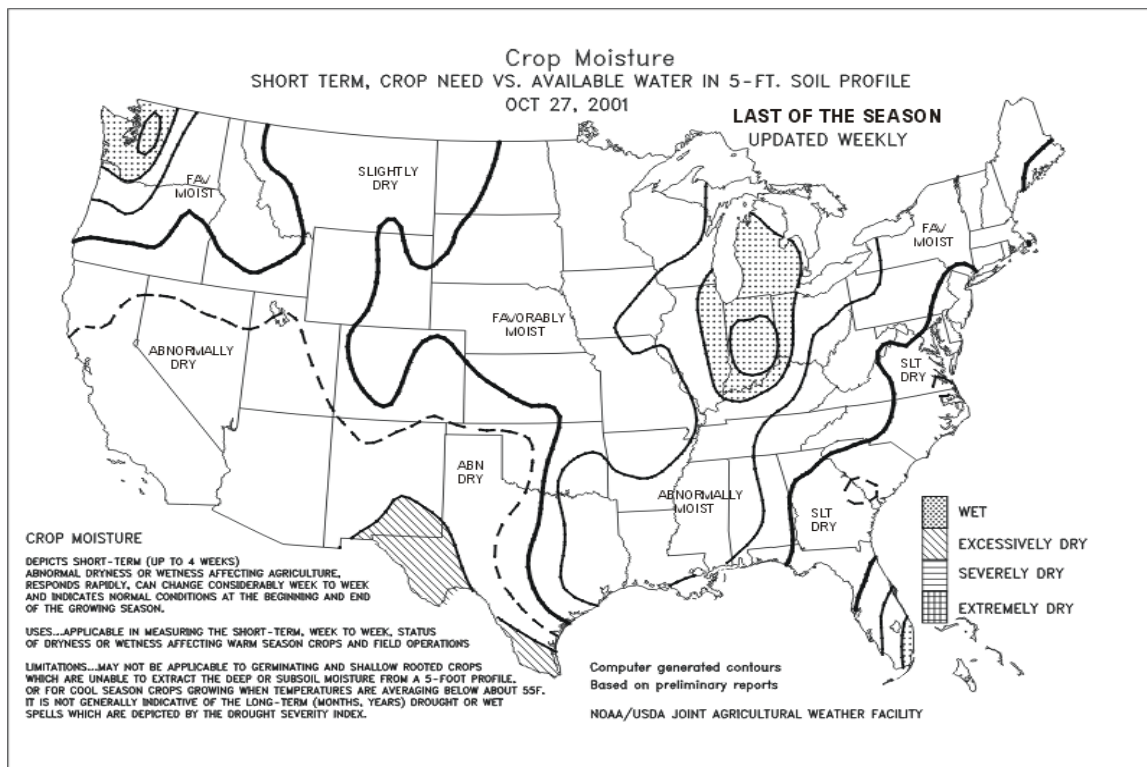 Crop Moisture
SHORT TERM, CROP NEED VS. AVAILABLE WATER IN 5-FT. SOIL PROFILE
OCT 27, 2001
LAST OF THE SEASON
UPDATED WEEKLY
SLIGHTLY
DRY
FAV
MOIST
FAV
MOIST
FAVORABLY
MOIST
ABNORMALLY
DRY
SLT
DRY
ABN
DRY
ABNORMALLY
MOIST
SLT
DRY
WET
EXCESSIVELY DRY
SEVERELY DRY
EXTREMELY DRY
CROP MOISTURE
DEPICTS SHORT-TERM (UP TO 4 WEEKS)
ABNORMAL DRYNESS OR WETNESS AFFECTING AGRICULTURE,
RESPONDS RAPIDLY, CAN CHANGE CONSIDERABLY WEEK TO WEEK
AND INDICATES NORMAL CONDITIONS AT THE BEGINNING AND END
OF THE GROWING SEASON.
USES...APPLICABLE IN MEASURING THE SHORT-TERM, WEEK TO WEEK, STATUS
OF DRYNESS OR WETNESS AFFECTING WARM SEASON CROPS AND FIELD OPERATIONS
LIMITATIONS...MAY NOT BE APPLICABLE TO GERMINATING AND SHALLOW ROOTED CROPS
WHICH ARE UNABLE TO EXTRACT THE DEEP OR SUBSOIL MOISTURE FROM A 5-FOOT PROFILE,
OR FOR COOL SEASON CROPS GROWING WHEN TEMPERATURES ARE AVERAGING BELOW ABOUT 55F.
IT IS NOT GENERALLY INDICATIVE OF THE LONG-TERM (MONTHS, YEARS) DROUGHT OR WET
SPELLS WHICH ARE DEPICTED BY THE DROUGHT SEVERITY INDEX.
Computer generated contours
Based on preliminary reports
NOAA/USDA JOINT AGRICULTURAL WEATHER FACILITY